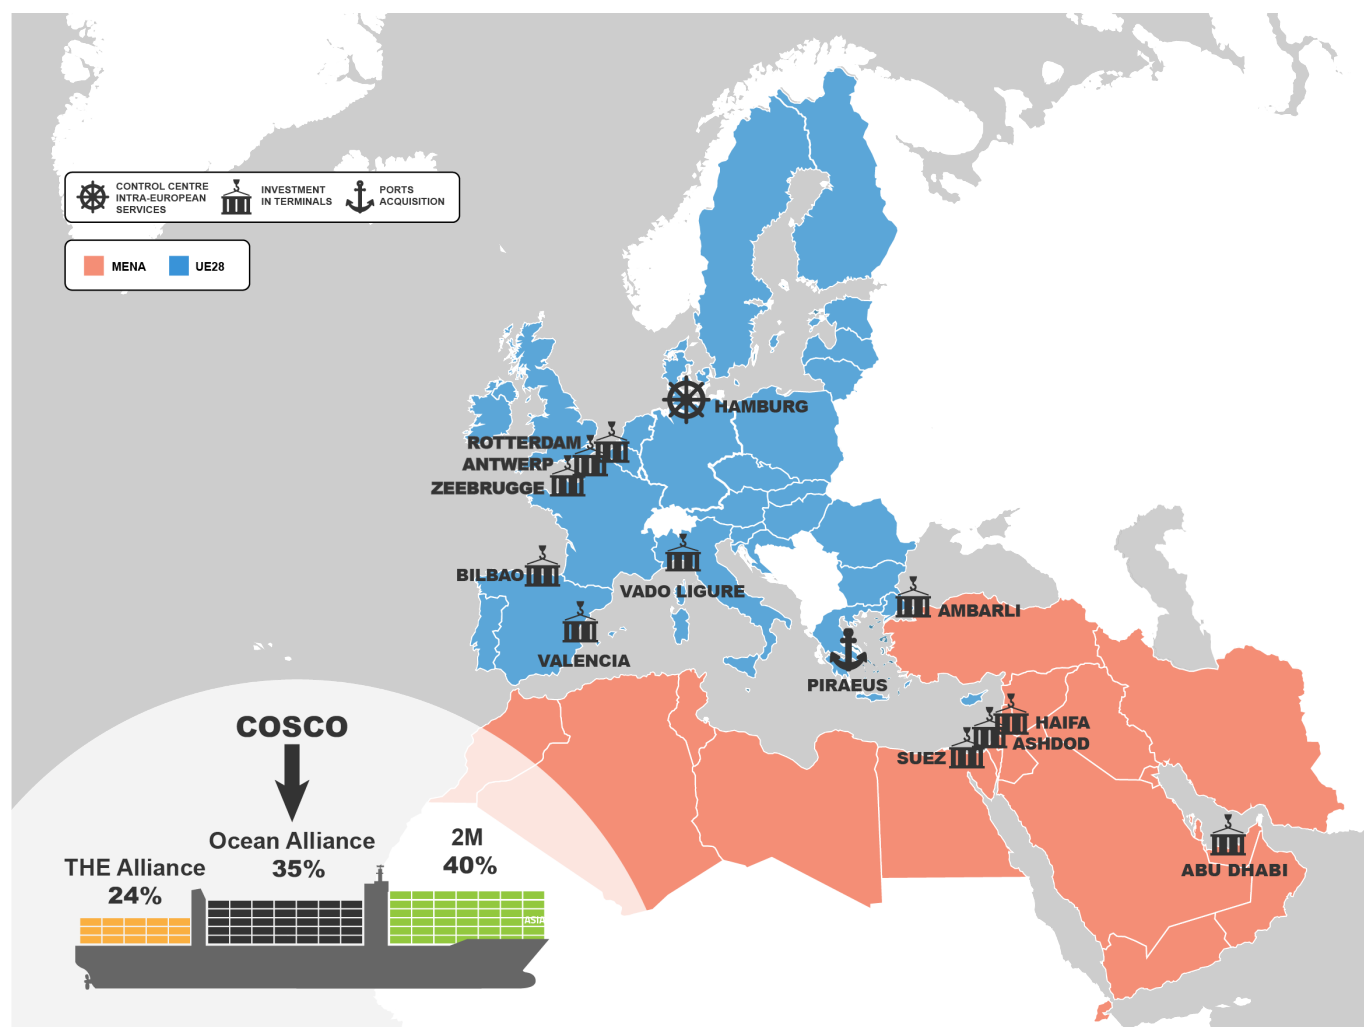 CONTROL CENTRE
INTRA-EUROPEAN
SERVICES
INVESTMENT
IN TERMINALS
PORTS
ACQUISITION
MENA
UE28
HAMBURG
ROTTERDAM
ANTWERP
ZEEBRUGGE
BILBAO
VADO LIGURE
AMBARLI
VALENCIA
PIRAEUS
HAIFA
ASHDOD
SUEZ
ABU DHABI
COSCO
Ocean Alliance
35%
2M
40%
THE Alliance
24%
ASIA